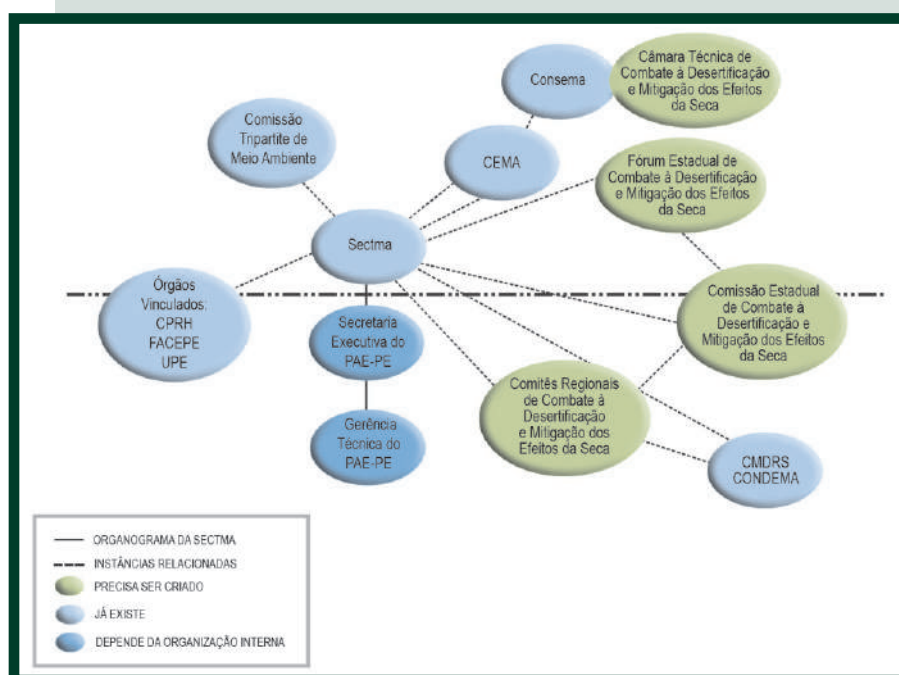 Câmara Técnica de
Combate à Desertificação
e Mitigação dos Efeitos
da Seca
Consema
Comissão
Tripartite de
Meio Ambiente
CEMA
Fórum Estadual de
Combate à Desertificação
e Mitigação dos Efeitos
da Seca
Sectma
Órgãos
Vinculados:
CPRH
FACEPE
UPE
Secretaria
Executiva do
PAE-PE
Comissão Estadual
de Combate à
Desertificação e
Mitigação dos Efeitos
da Seca
Comitês Regionais
de Combate à
Desertificação
e Mitigação dos
Efeitos da Seca
Gerência
Técnica do
PAE-PE
CMDRS
CONDEMA
ORGANOGRAMA DA SECTMA
INSTÂNCIAS RELACIONADAS
PRECISA SER CRIADO
JÁ EXISTE
DEPENDE DA ORGANIZAÇÃO INTERNA